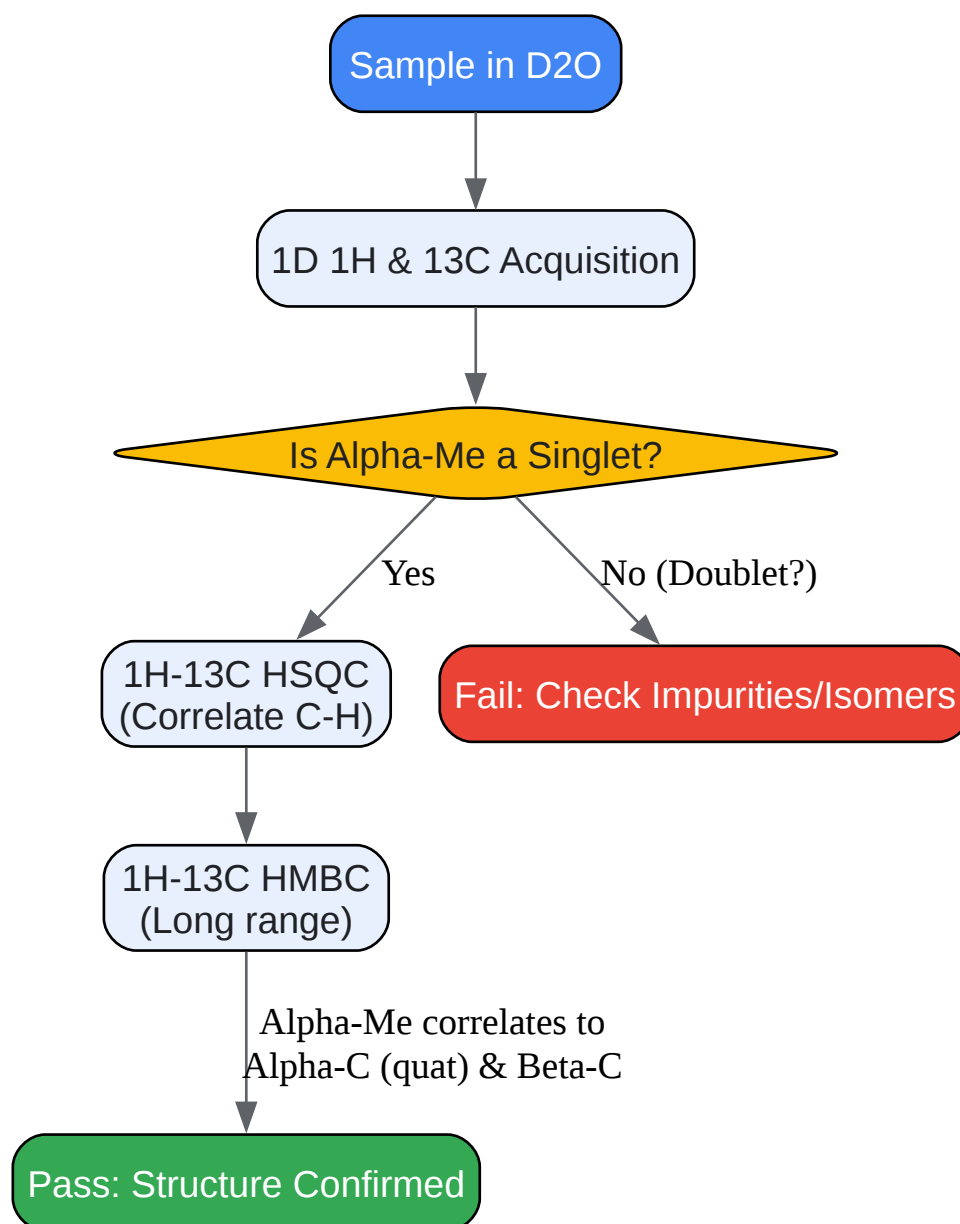 Sample in D2O
1D 1H & 13C Acquisition
Is Alpha-Me a Singlet?
Yes
No (Doublet?)
1H-13C HSQC
(Correlate C-H)
Fail: Check Impurities/Isomers
1H-13C HMBC
(Long range)
Alpha-Me correlates to
Alpha-C (quat) & Beta-C
Pass: Structure Confirmed